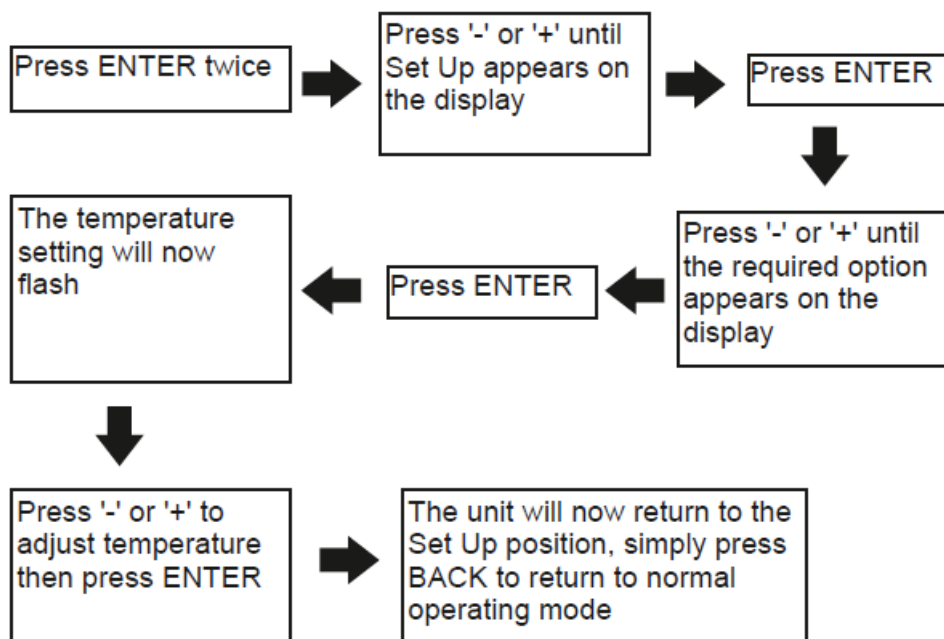 Press ENTER twice
Press '-' or '+' until
Set Up appears on
the display
Press ENTER
Press '-' or '+' until
the required option
appears on the
display
Press ENTER
The temperature
setting will now
flash
Press '-' or '+' to
adjust temperature
then press ENTER
The unit will now return to the
Set Up position, simply press
BACK to return to normal
operating mode